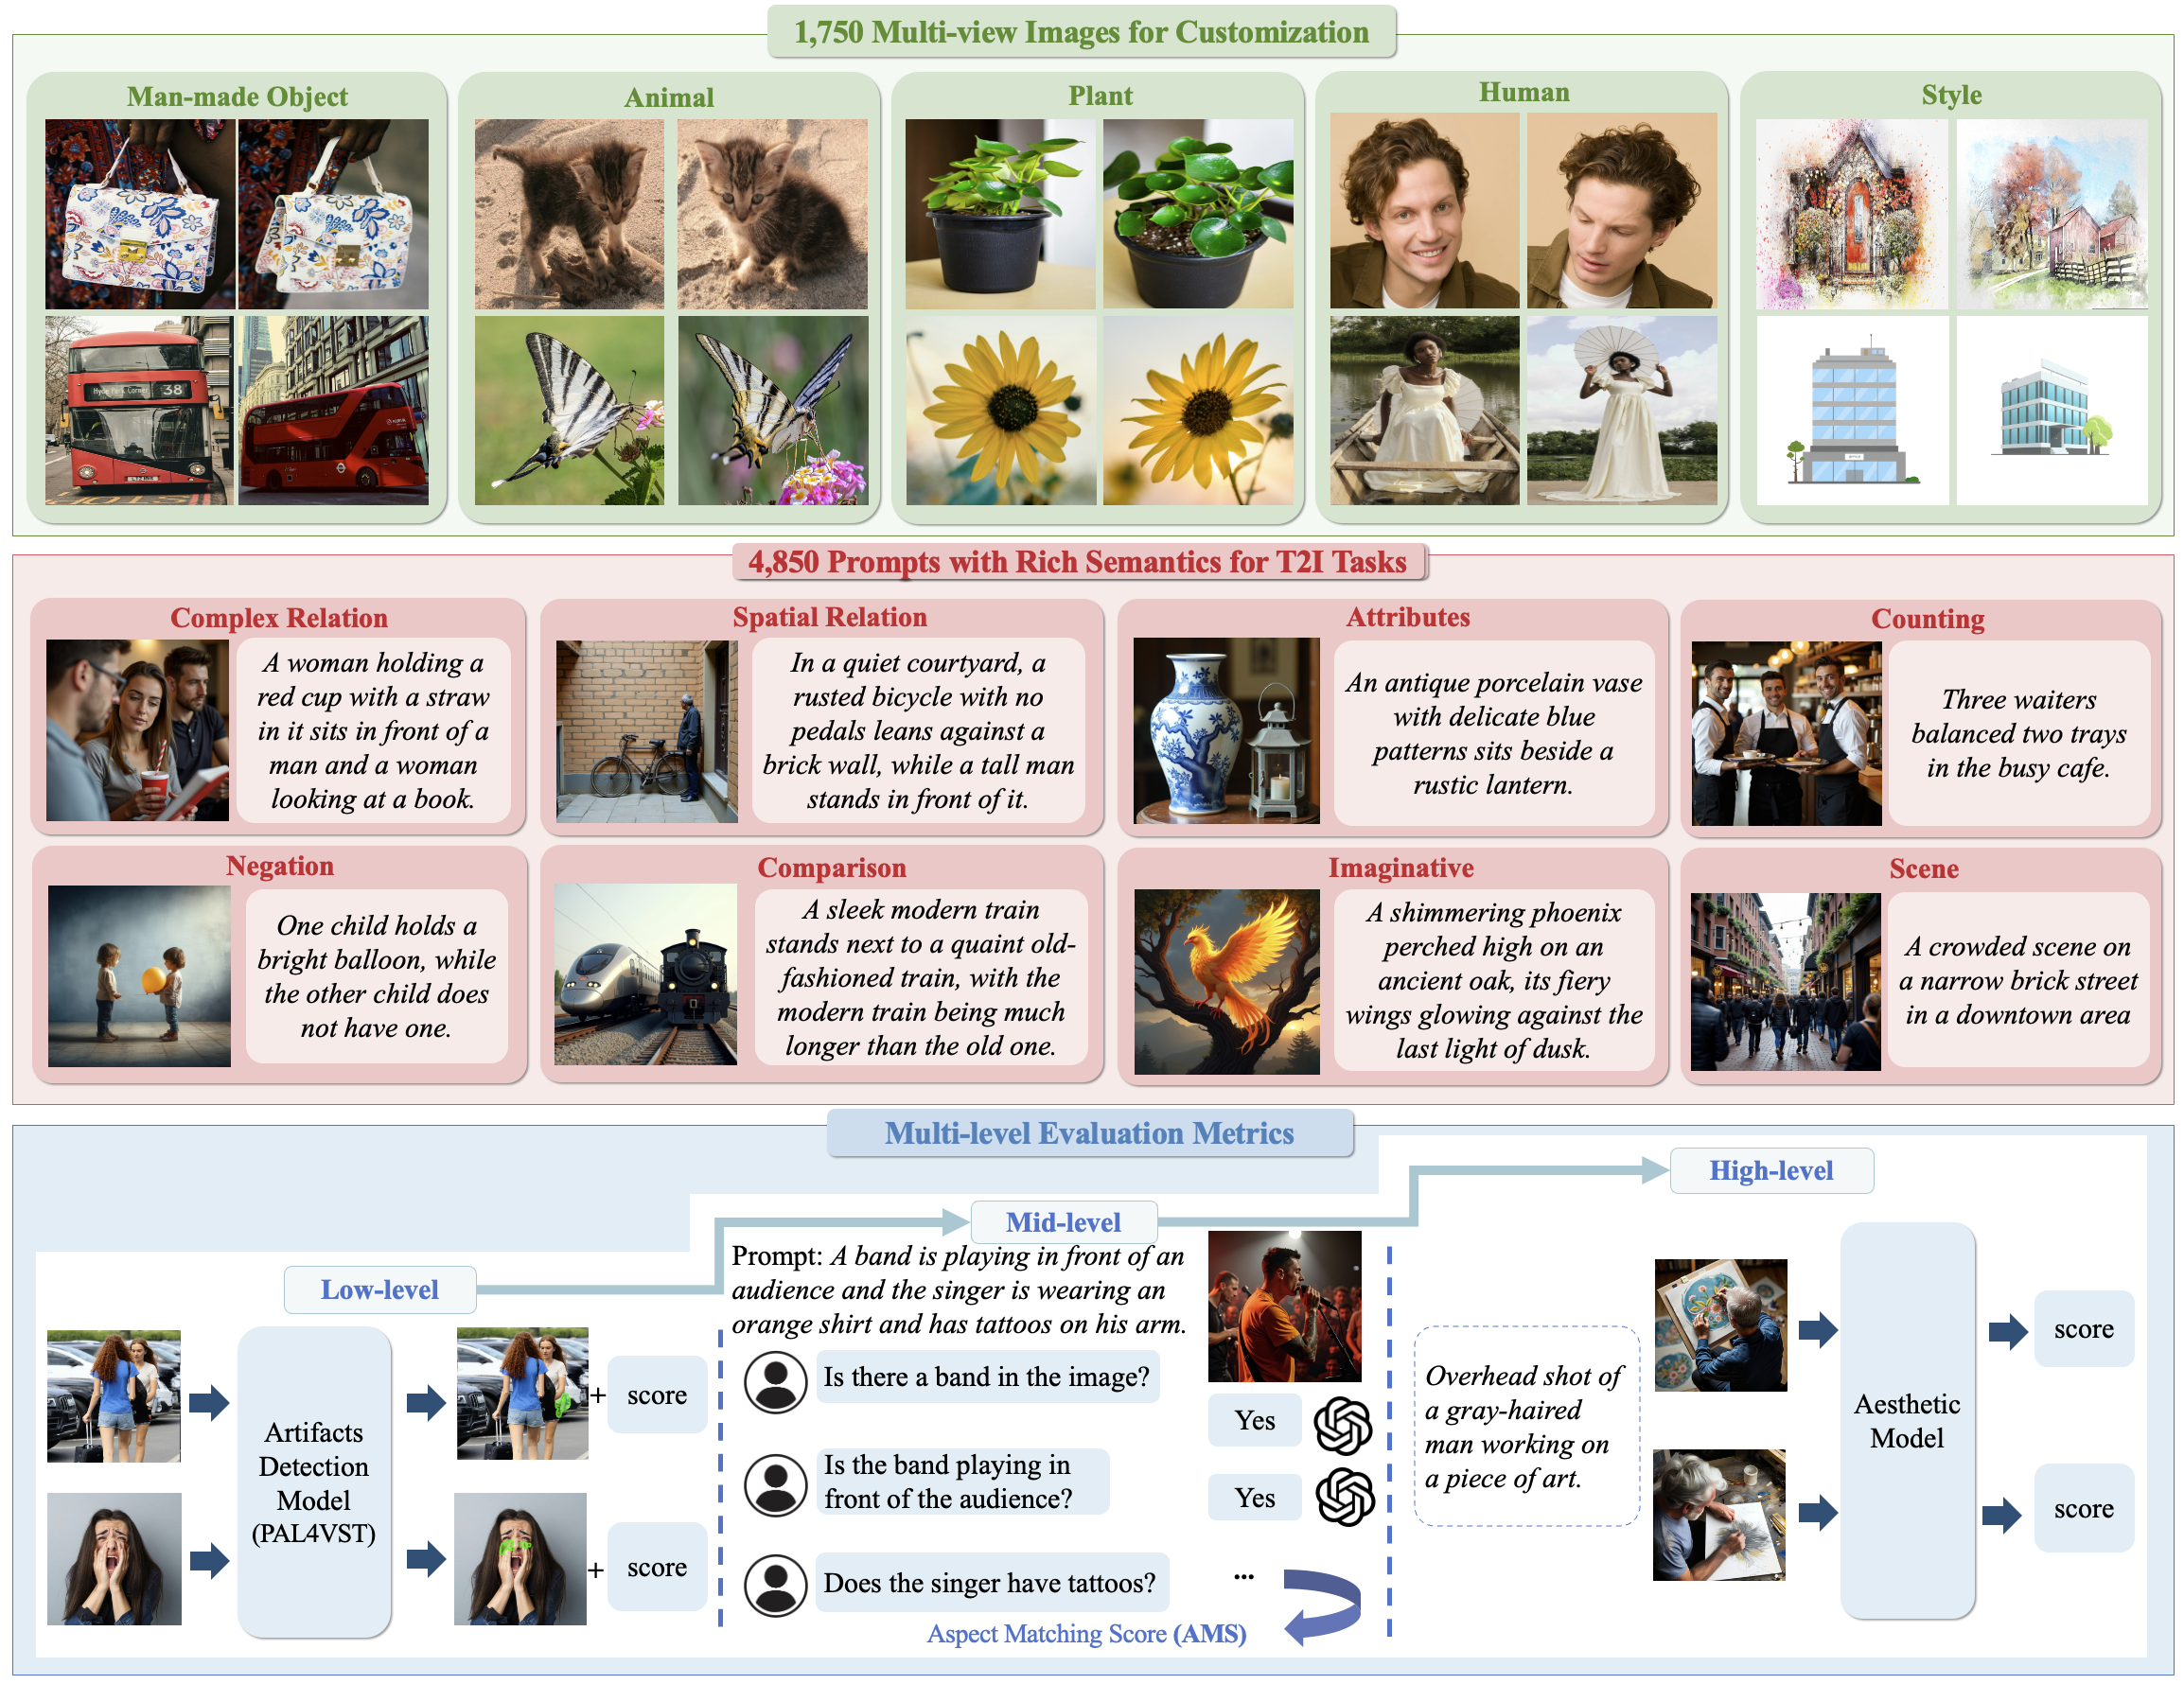 1,750 Multi-view Images for Customization
Man-made Object
Animal
Plant
Human
Style
38
4,850 Prompts with Rich Semantics for T2I Tasks
Complex Relation
A woman holding a
red cup with a straw
in it sits in front of a
man and a woman
looking at a book.
Spatial Relation
In a quiet courtyard, a
rusted bicycle with no
pedals leans against a
brick wall, while a tall man
stands in front of it.
Attributes
An antique porcelain vase
with delicate blue
patterns sits beside a
rustic lantern.
Counting
Three waiters
balanced two trays
in the busy cafe.
Negation
One child holds a
bright balloon, while
the other child does
not have one.
Comparison
A sleek modern train
stands next to a quaint old-
fashioned train, with the
modern train being much
longer than the old one.
Imaginative
A shimmering phoenix
perched high on an
ancient oak, its fiery
wings glowing against the
last light of dusk.
Scene
A crowded scene on
a narrow brick street
in a downtown area
Multi-level Evaluation Metrics
Low-level
Artifacts
Detection
Model
(PAL4VST)
+
score
+
score
Mid-level
Prompt: A band is playing in front of an
audience and the singer is wearing an
orange shirt and has tattoos on his arm.
Is there a band in the image?
Yes
Is the band playing in
front of the audience?
Yes
Does the singer have tattoos?
...
Aspect Matching Score (AMS)
High-level
Overhead shot of
a gray-haired
man working on
a piece of art.
Aesthetic
Model
score
score